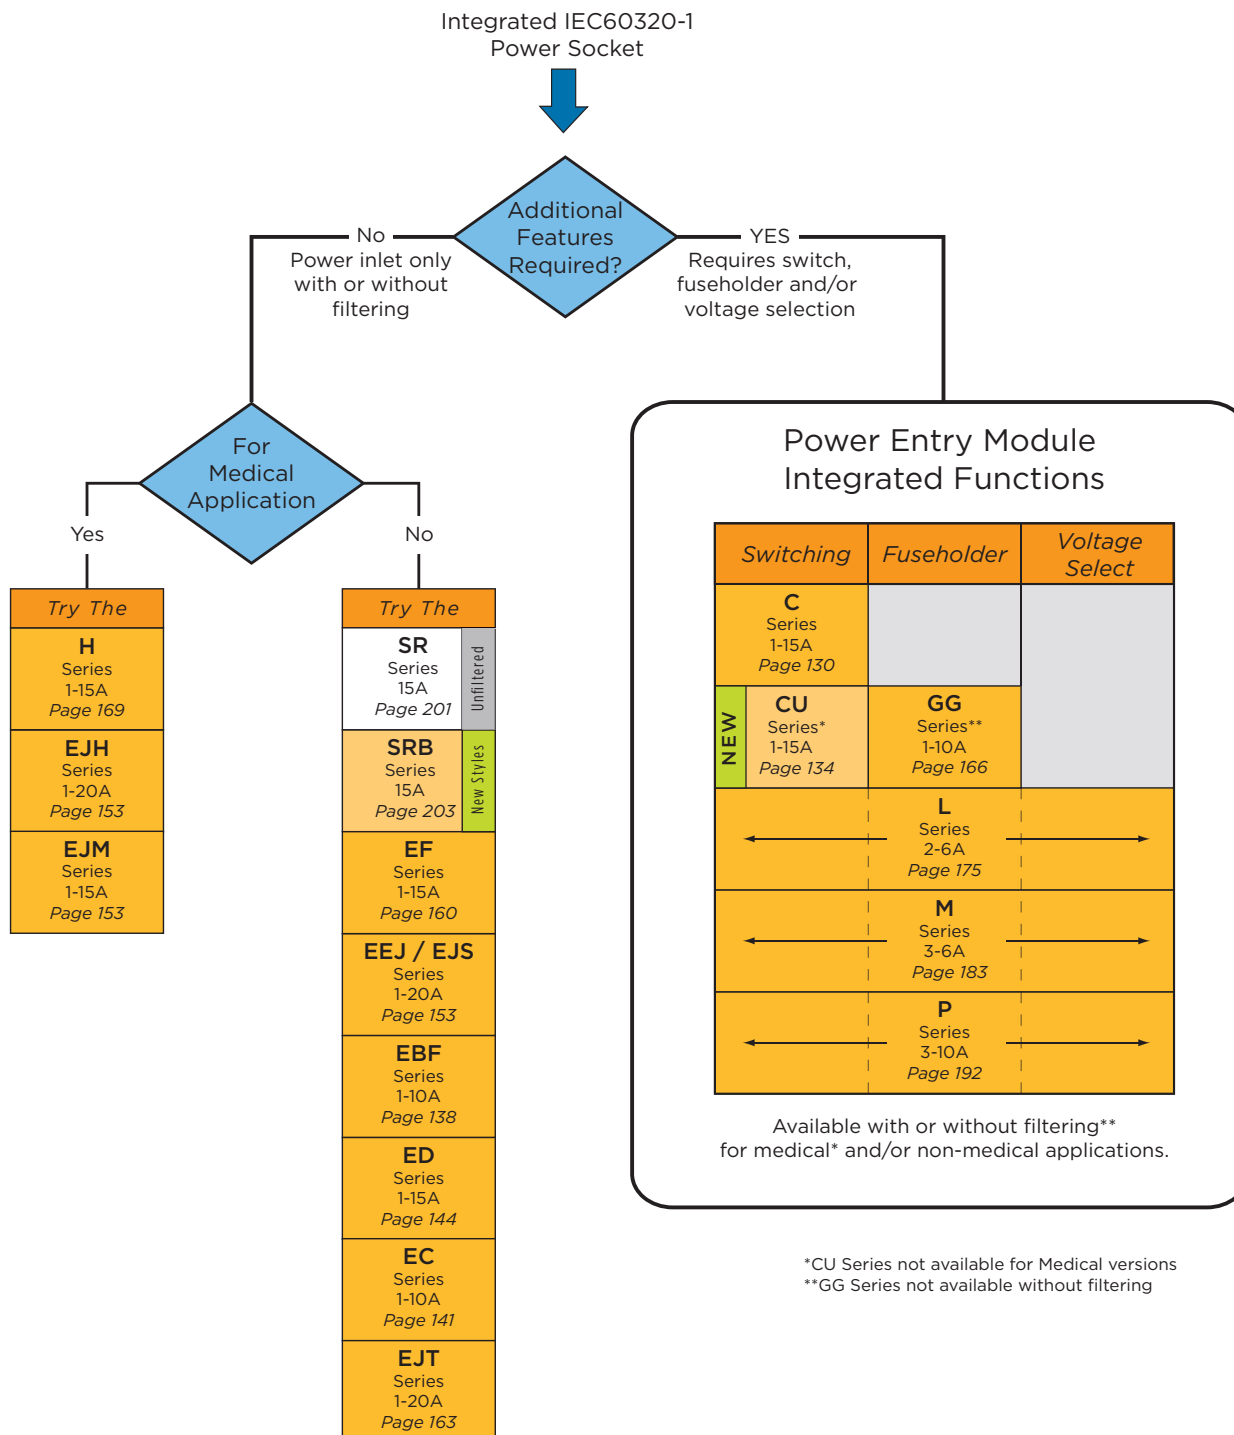 Integrated IEC60320-1
Power Socket
Additional
Features
Required?
No
Power inlet only
with or without
filtering
YES
Requires switch,
fuseholder and/or
voltage selection
For
Medical
Application
Yes
No
Try The
H
Series
1-15A
Page 169
EJH
Series
1-20A
Page 153
EJM
Series
1-15A
Page 153
Try The
SR
Series
15A
Page 201
Unfiltered
SRB
Series
15A
Page 203
New Styles
EF
Series
1-15A
Page 160
EEJ / EJS
Series
1-20A
Page 153
EBF
Series
1-10A
Page 138
ED
Series
1-15A
Page 144
EC
Series
1-10A
Page 141
EJT
Series
1-20A
Page 163
Power Entry Module
Integrated Functions
Switching
Fuseholder
Voltage
Select
C
Series
1-15A
Page 130
NEW
CU
Series*
1-15A
Page 134
GG
Series**
1-10A
Page 166
L
Series
2-6A
Page 175
M
Series
3-6A
Page 183
P
Series
3-10A
Page 192
Available with or without filtering**
for medical* and/or non-medical applications.
*CU Series not available for Medical versions
**GG Series not available without filtering